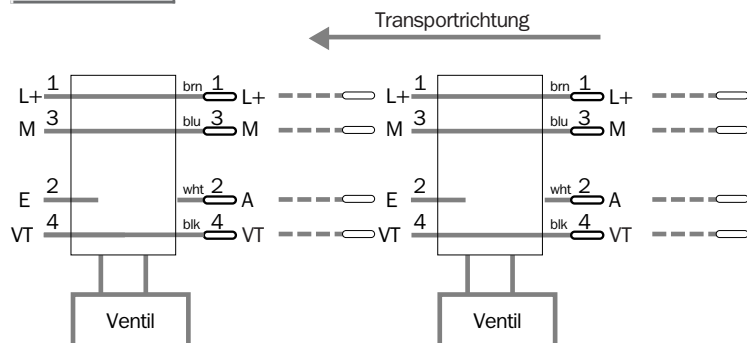 Transportrichtung
L+ 1 brn 1 L+ L+ 1 brn 1 L+
M 3 blu 3 M M 3 blu 3 M
E 2 wht 2 A E 2 wht 2 A
VT 4 blk 4 VT VT 4 blk 4 VT
Ventil Ventil